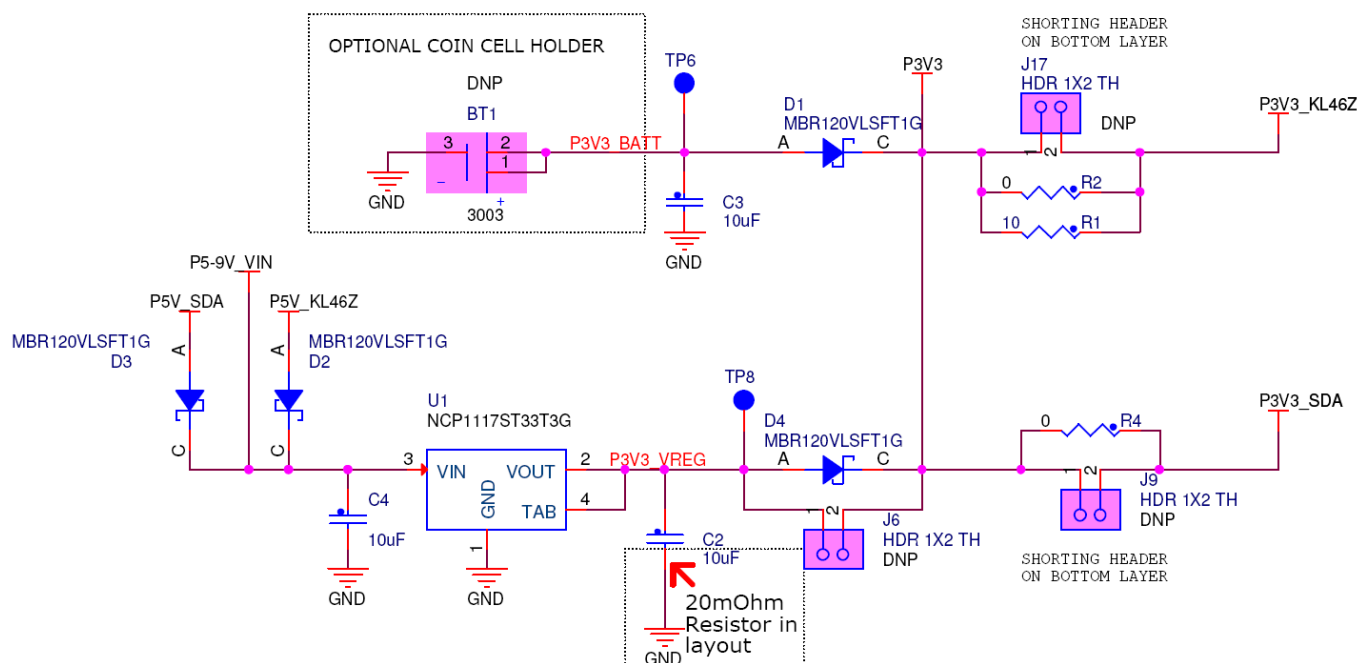 OPTIONAL COIN CELL HOLDER
DNP
BT1
3
2
1
-
+
3003
GND
P3V3_BATT
TP6
C3
10uF
GND
D1
MBR120VLSFT1G
A
C
P3V3
SHORTING HEADER
ON BOTTOM LAYER
J17
HDR 1X2 TH
DNP
1
2
0
R2
10
R1
P3V3_KL46Z
P5-9V_VIN
P5V_SDA
P5V_KL46Z
MBR120VLSFT1G
D3
A
C
MBR120VLSFT1G
D2
A
C
C4
10uF
GND
U1
NCP1117ST33T3G
3
VIN
VOUT
2
GND
TAB
4
1
GND
P3V3_VREG
TP8
C2
10uF
20mOhm
Resistor in
layout
GND
D4
MBR120VLSFT1G
A
C
1
2
J6
HDR 1X2 TH
DNP
0
R4
P3V3_SDA
1
2
J9
HDR 1X2 TH
DNP
SHORTING HEADER
ON BOTTOM LAYER